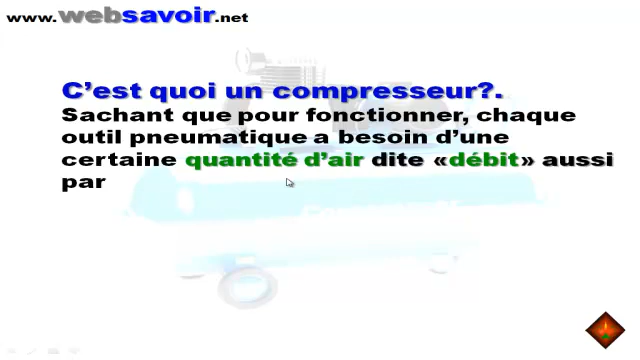 www.websavoir.net
C'est quoi un compresseur?.
Sachant que pour fonctionner, chaque
outil pneumatique a besoin d'une
certaine quantité d'air dite «débit» aussi
par